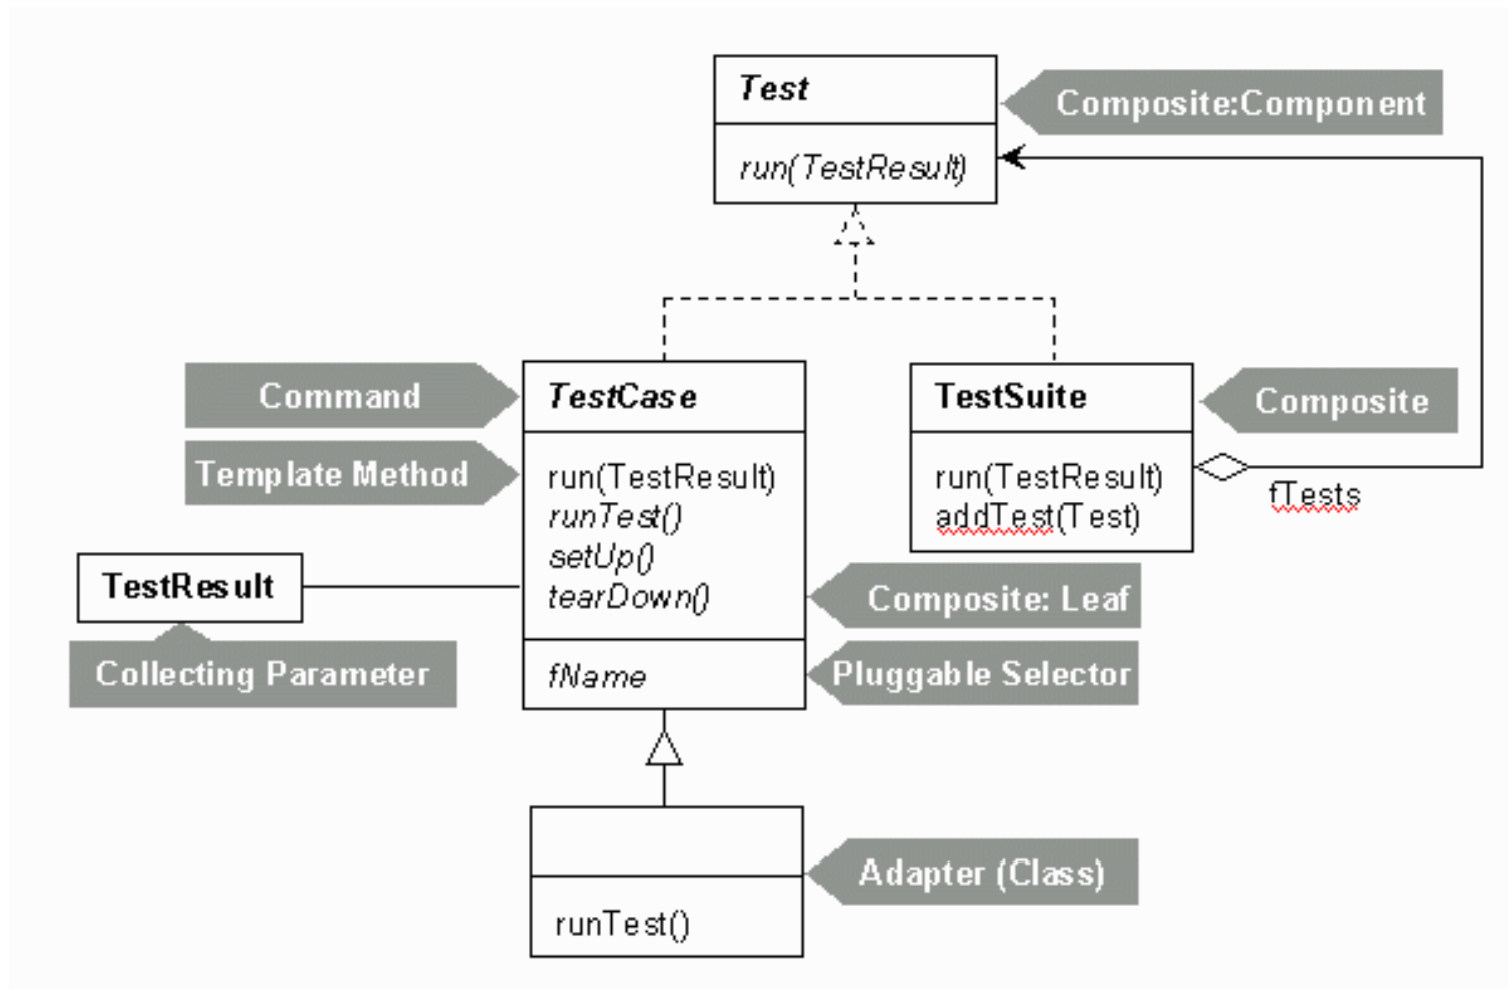 Test
Composite:Component
run(TestResult)
Command
TestCase
TestSuite
Composite
Template Method
run(TestResult)
runTest()
setUp()
tearDown()
run(TestResult)
addTest(Test)
fTests
TestResult
Composite: Leaf
Collecting Parameter
fName
Pluggable Selector
Adapter (Class)
runTest()